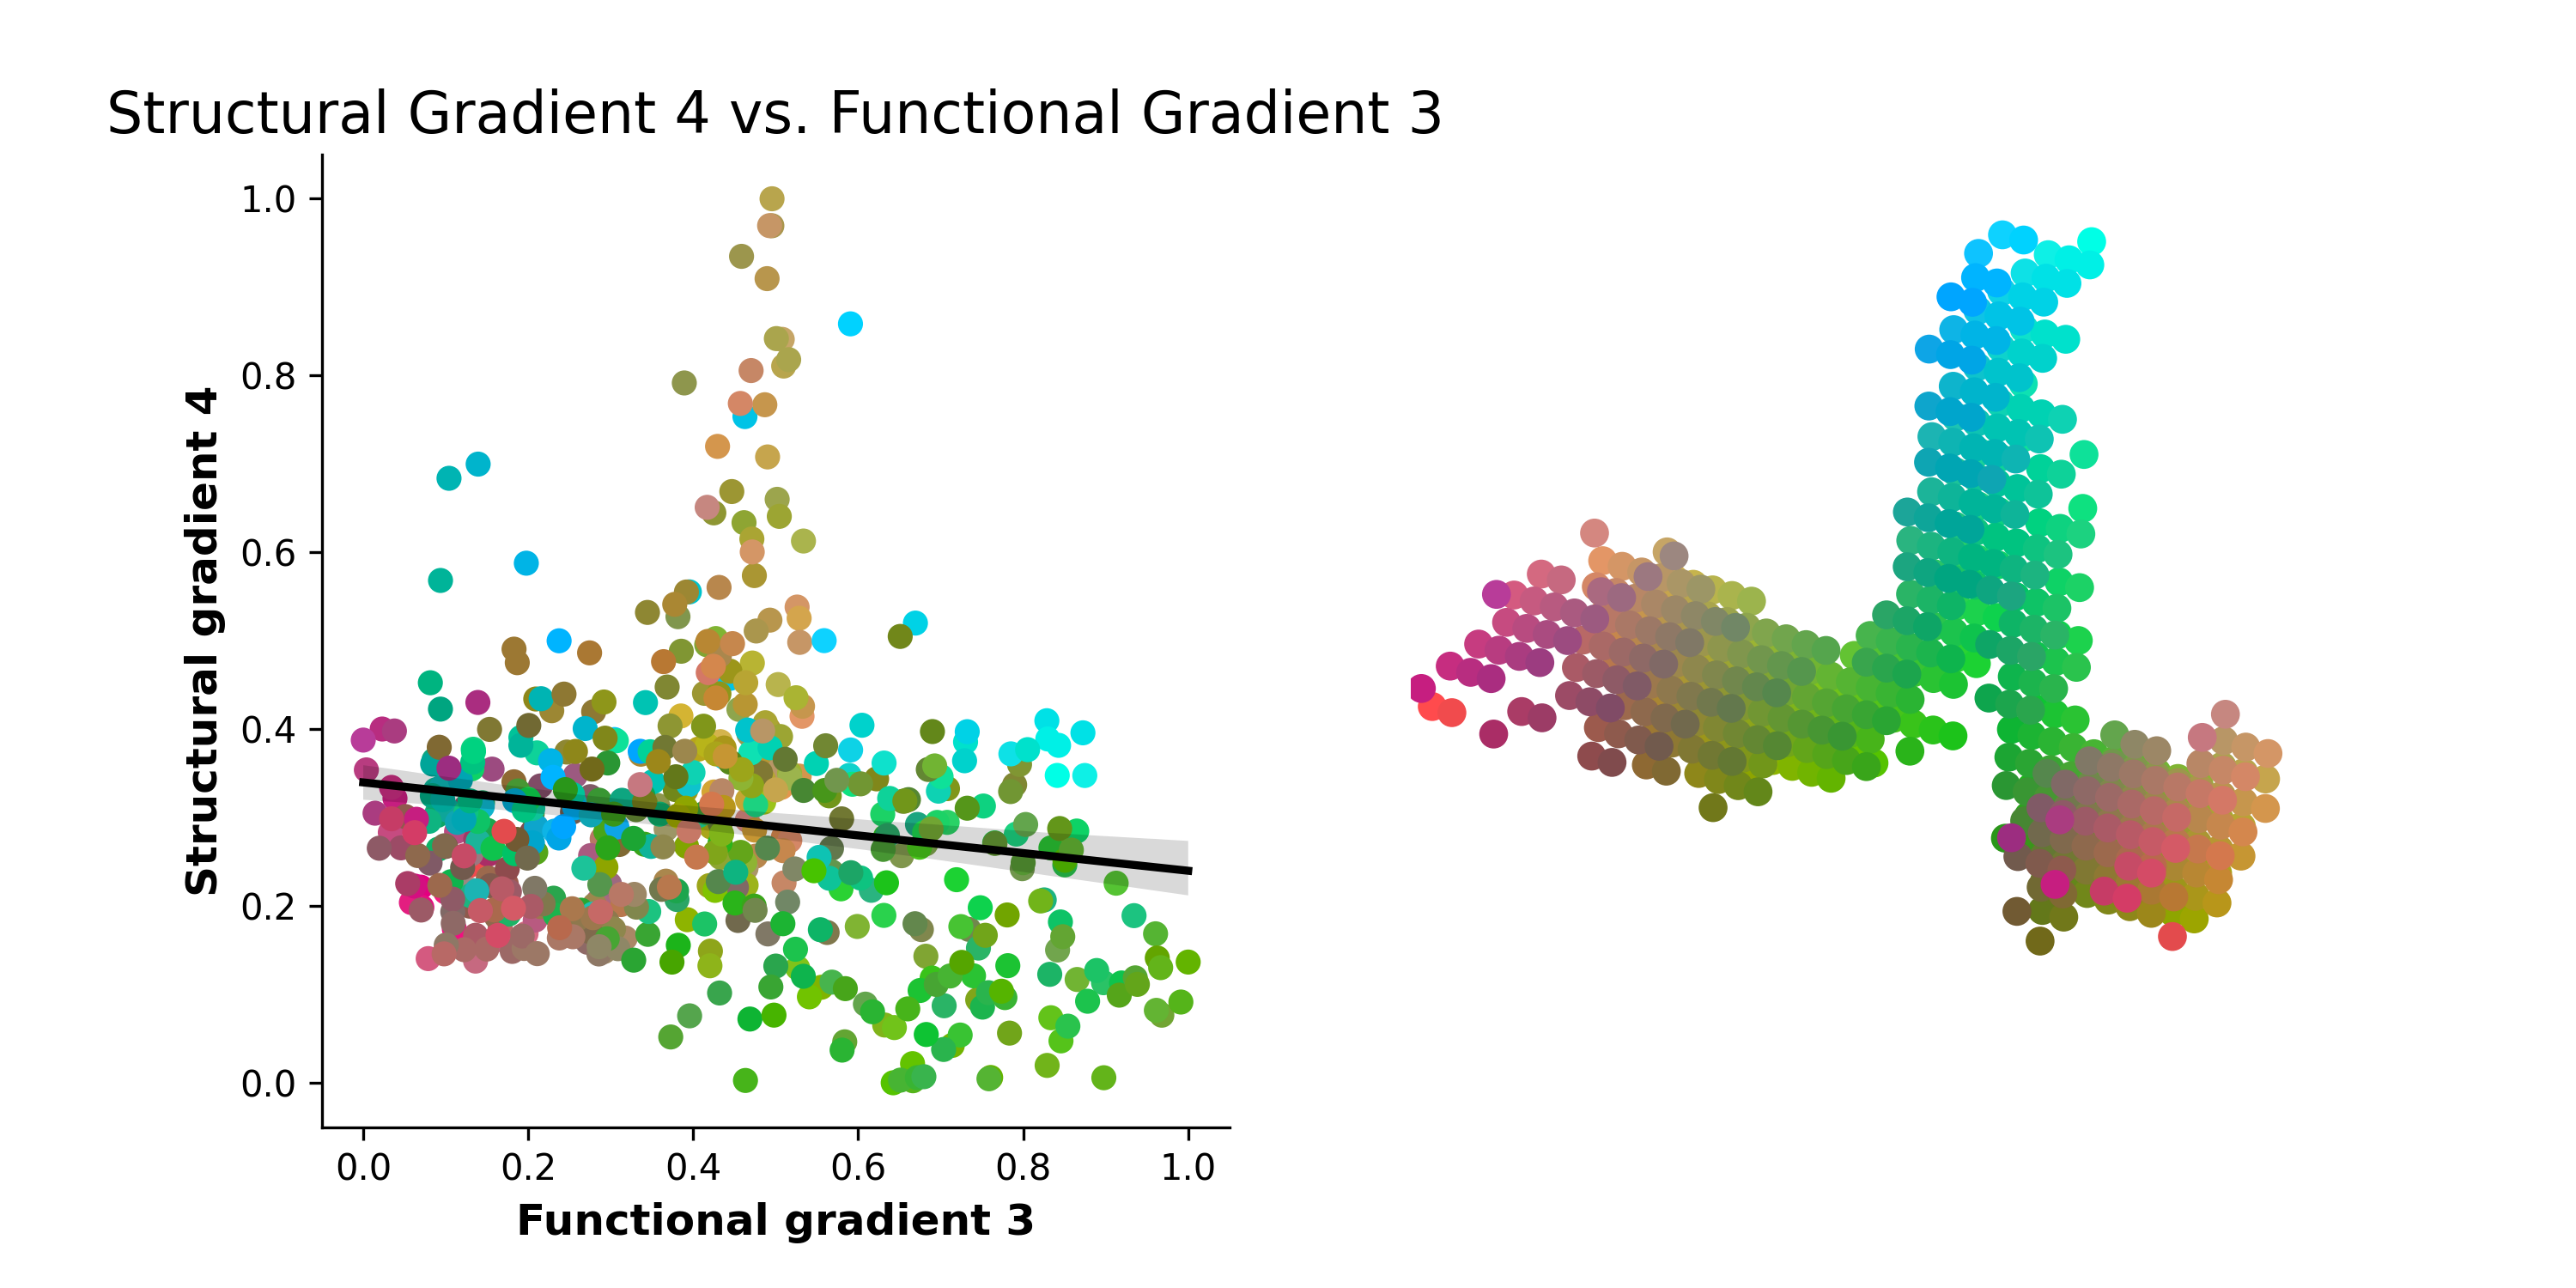 Structural Gradient 4 vs. Functional Gradient 3
Structural gradient 4
1.0
0.8
0.6
0.4
0.2
0.0
0.0 0.2 0.4 0.6 0.8 1.0
Functional gradient 3